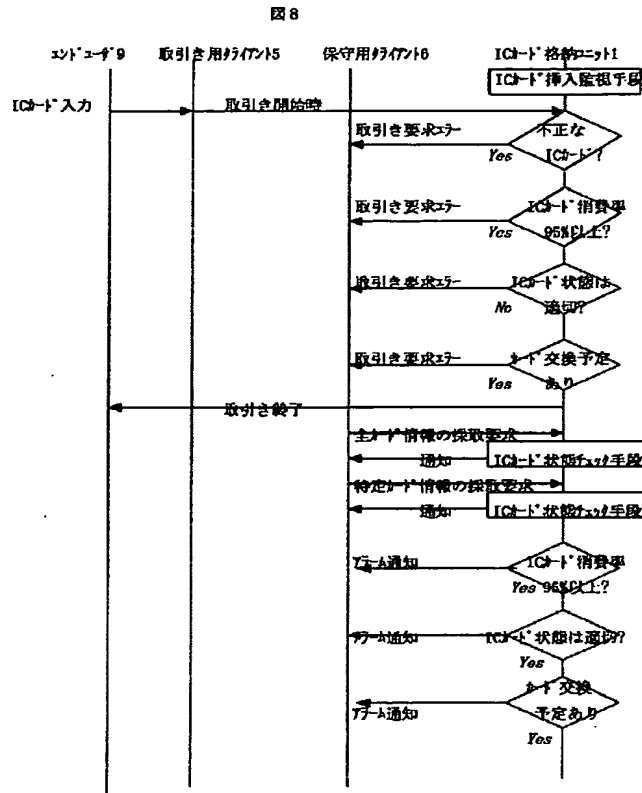 図8
ｴﾝﾄﾞﾕｰｻﾞ9 取引き用ｸﾗｲｱﾝﾄ5 保守用ｸﾗｲｱﾝﾄ6 ICｶｰﾄﾞ格納ﾕﾆｯﾄ1
ICｶｰﾄﾞ挿入監視手段
ICｶｰﾄﾞ入力 取引き開始時
取引き要求ｴﾗｰ 不正な
Yes ICｶｰﾄﾞ?
取引き要求ｴﾗｰ ICｶｰﾄﾞ消費率
Yes 95%以上?
取引き要求ｴﾗｰ ICｶｰﾄﾞ状態は
No 適切?
取引き要求ｴﾗｰ ｶｰﾄﾞ交換予定
Yes あり
取引き終了
全ｶｰﾄﾞ情報の採取要求
通知 ICｶｰﾄﾞ状態ﾁｪｯｸ手段
特定ｶｰﾄﾞ情報の採取要求
通知 ICｶｰﾄﾞ状態ﾁｪｯｸ手段
ｱﾗｰﾑ通知 ICｶｰﾄﾞ消費率
Yes 95%以上?
ｱﾗｰﾑ通知 ICｶｰﾄﾞ状態は適切?
Yes
ｶｰﾄﾞ交換
ｱﾗｰﾑ通知 予定あり
Yes